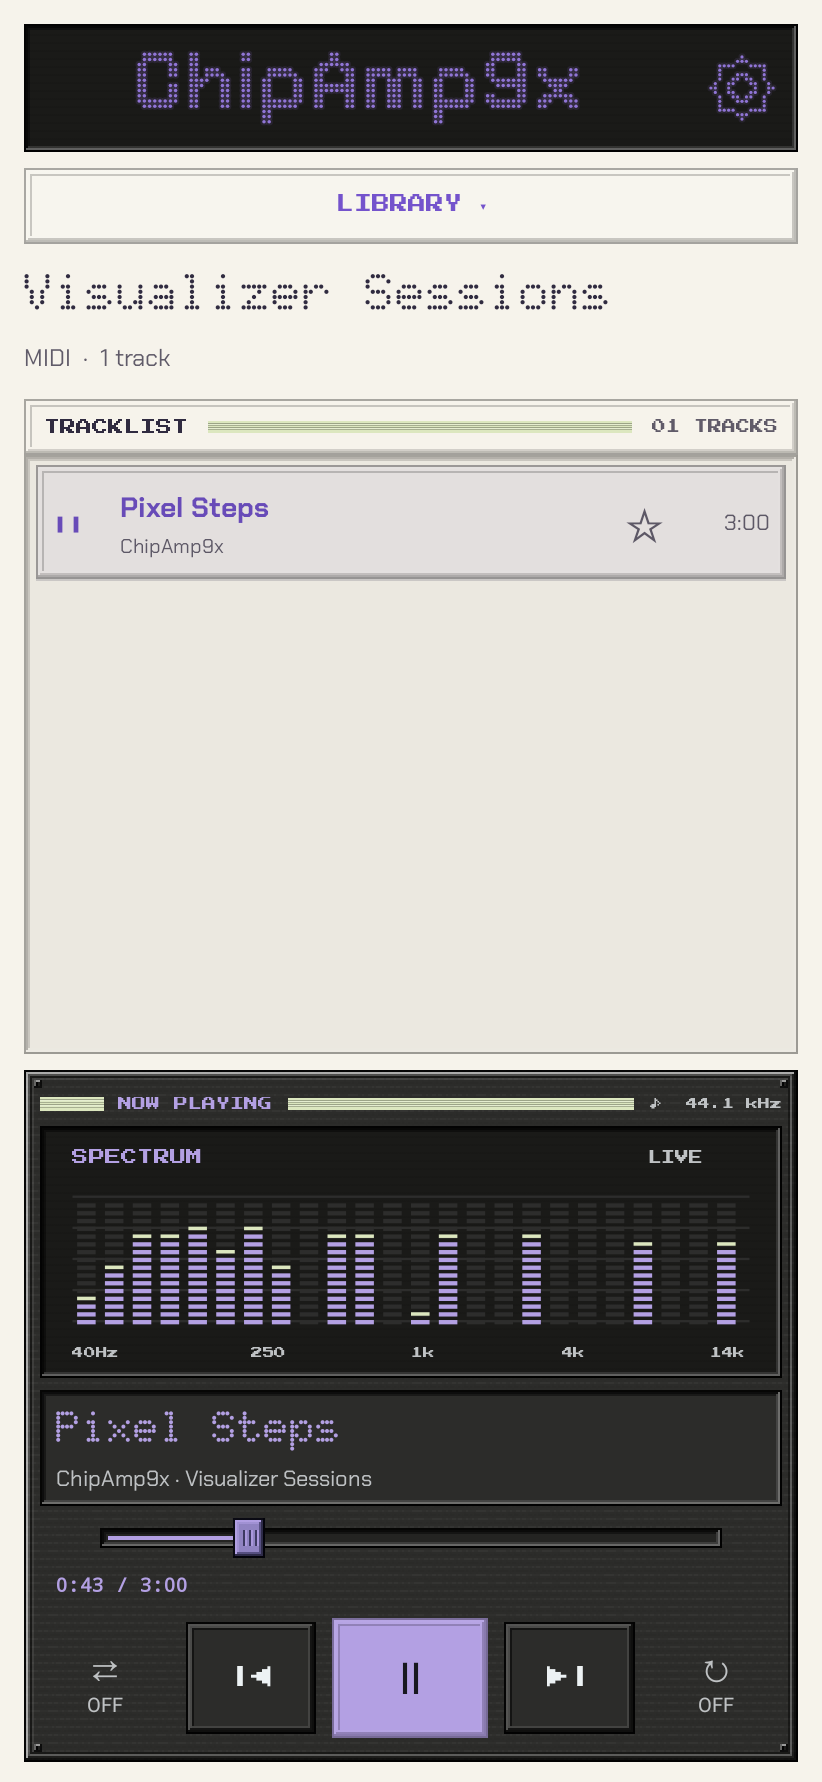 ChipAmp9x
LIBRARY ▾
Visualizer Sessions
MIDI · 1 track
TRACKLIST 01 TRACKS
Pixel Steps
ChipAmp9x
3:00
NOW PLAYING ♪ 44.1 kHz
SPECTRUM LIVE
40Hz 250 1k 4k 14k
Pixel Steps
ChipAmp9x · Visualizer Sessions
0:43 / 3:00
OFF OFF